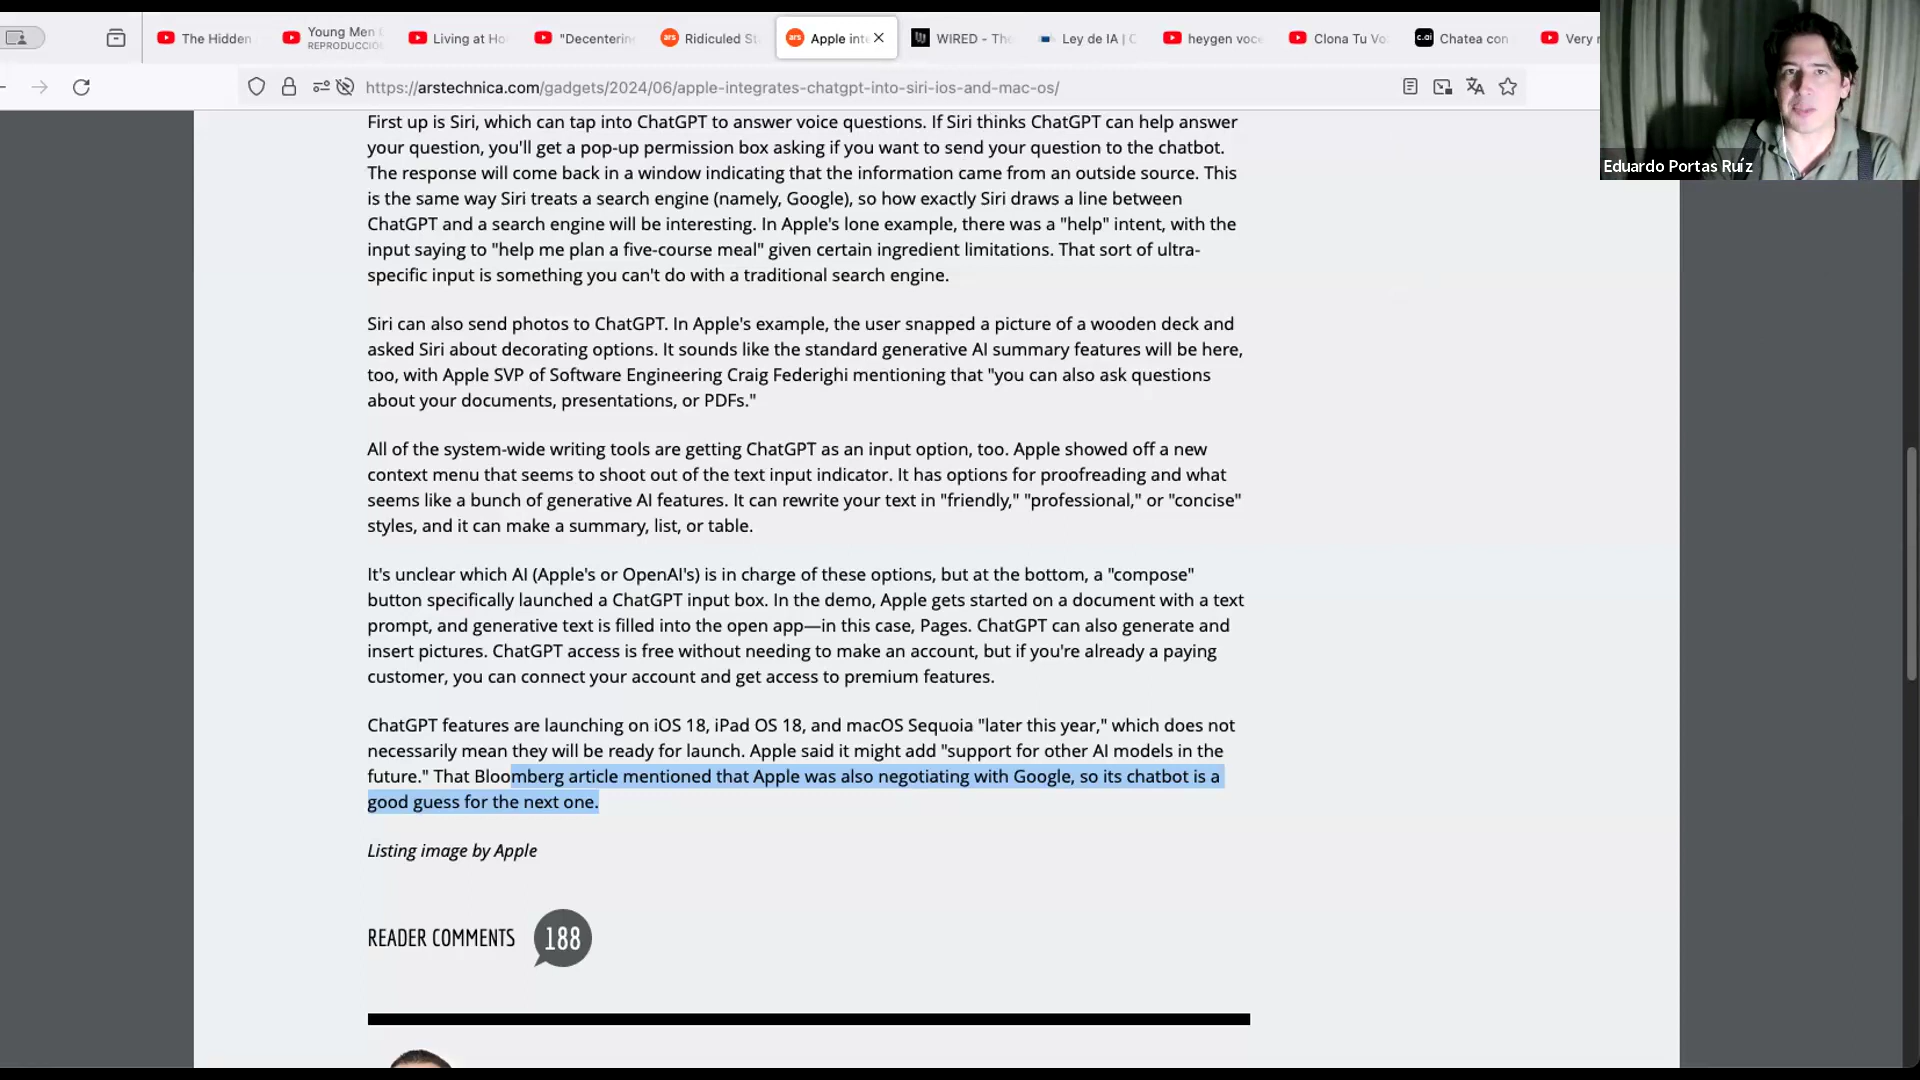 The Hidden
Young Men
REPRODUCCIÓ
Living at Ho
"Decentering
Ridiculed St
Apple inte
WIRED - The
Ley de IA | C
heygen voce
Clona Tu Vo
Chatea con
Very
https://arstechnica.com/gadgets/2024/06/apple-integrates-chatgpt-into-siri-ios-and-mac-os/
Eduardo Portas Ruíz
First up is Siri, which can tap into ChatGPT to answer voice questions. If Siri thinks ChatGPT can help answer
your question, you'll get a pop-up permission box asking if you want to send your question to the chatbot.
The response will come back in a window indicating that the information came from an outside source. This
is the same way Siri treats a search engine (namely, Google), so how exactly Siri draws a line between
ChatGPT and a search engine will be interesting. In Apple's lone example, there was a "help" intent, with the
input saying to "help me plan a five-course meal" given certain ingredient limitations. That sort of ultra-
specific input is something you can't do with a traditional search engine.
Siri can also send photos to ChatGPT. In Apple's example, the user snapped a picture of a wooden deck and
asked Siri about decorating options. It sounds like the standard generative AI summary features will be here,
too, with Apple SVP of Software Engineering Craig Federighi mentioning that "you can also ask questions
about your documents, presentations, or PDFs."
All of the system-wide writing tools are getting ChatGPT as an input option, too. Apple showed off a new
context menu that seems to shoot out of the text input indicator. It has options for proofreading and what
seems like a bunch of generative AI features. It can rewrite your text in "friendly," "professional," or "concise"
styles, and it can make a summary, list, or table.
It's unclear which AI (Apple's or OpenAI's) is in charge of these options, but at the bottom, a "compose"
button specifically launched a ChatGPT input box. In the demo, Apple gets started on a document with a text
prompt, and generative text is filled into the open app—in this case, Pages. ChatGPT can also generate and
insert pictures. ChatGPT access is free without needing to make an account, but if you're already a paying
customer, you can connect your account and get access to premium features.
ChatGPT features are launching on iOS 18, iPad OS 18, and macOS Sequoia "later this year," which does not
necessarily mean they will be ready for launch. Apple said it might add "support for other AI models in the
future." That Bloomberg article mentioned that Apple was also negotiating with Google, so its chatbot is a
good guess for the next one.
Listing image by Apple
READER COMMENTS 188